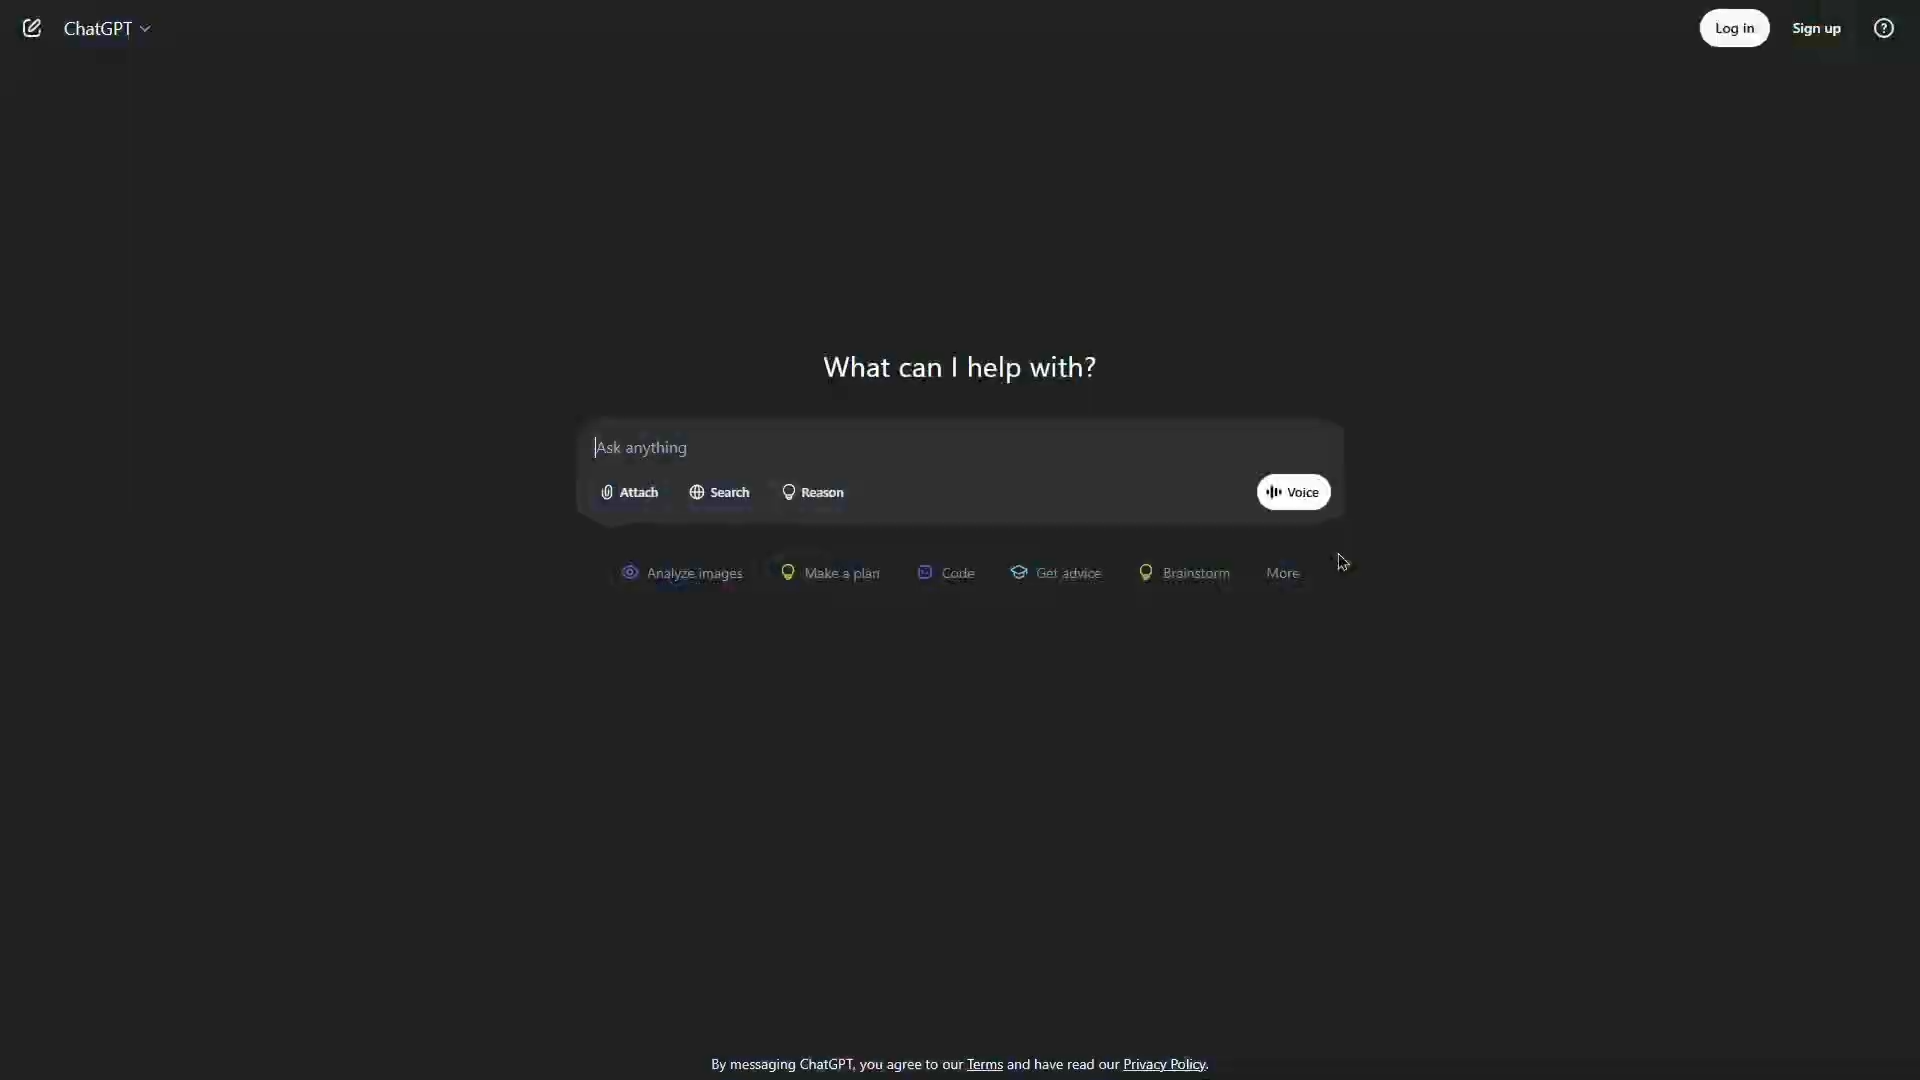 ChatGPT
Log in
Sign up
What can I help with?
Ask anything
Attach
Search
Reason
Voice
Analyze images
Make a plan
Code
Get advice
Brainstorm
More
By messaging ChatGPT, you agree to our Terms and have read our Privacy Policy.